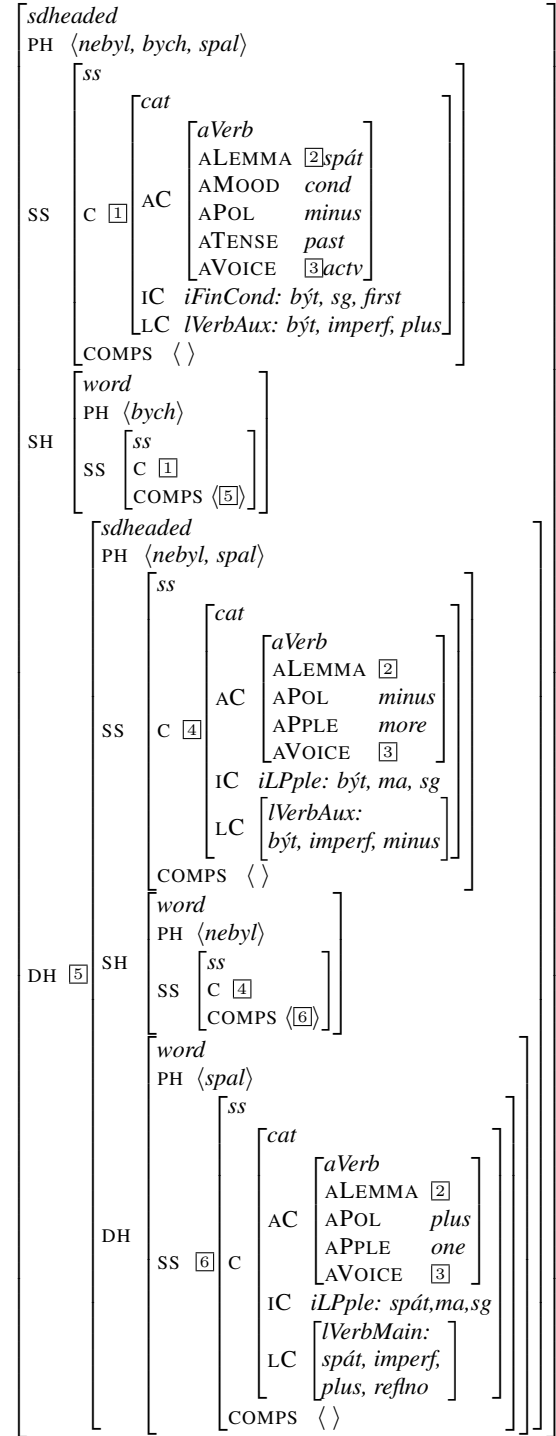 sdheaded
PH ⟨nebyl, bych, spal⟩
ss
cat
aVerb
ALEMMA 2 spát
AMOOD cond
SS C 1 AC APOL minus
ATENSE past
AVOICE 3 actv
IC iFinCond: být, sg, first
LC lVerbAux: být, imperf, plus
COMPS ⟨ ⟩
word
PH ⟨bych⟩
SH
ss
SS C 1
COMPS ⟨5⟩
sdheaded
PH ⟨nebyl, spal⟩
ss
cat
aVerb
ALEMMA 2
AC APOL minus
SS C 4 APPLE more
AVOICE 3
IC iLPple: být, ma, sg
LC lVerbAux:
být, imperf, minus
COMPS ⟨ ⟩
word
PH ⟨nebyl⟩
DH 5 SH ss
SS C 4
COMPS ⟨6⟩
word
PH ⟨spal⟩
ss
cat
aVerb
ALEMMA 2
AC APOL plus
DH APPLE one
SS 6 C AVOICE 3
IC iLPple: spát,ma,sg
lVerbMain:
LC spát, imperf,
plus, reflno
COMPS ⟨ ⟩